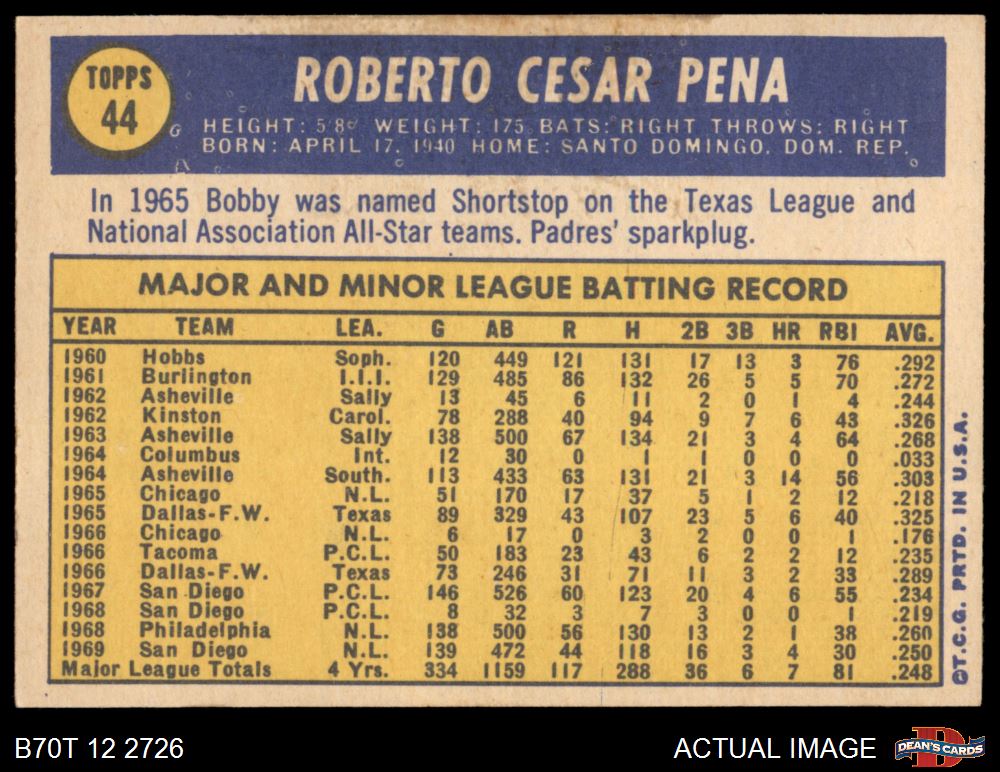 TOPPS
44
ROBERTO CESAR PENA
HEIGHT: 5'8" WEIGHT: 175 BATS: RIGHT THROWS: RIGHT
BORN: APRIL 17, 1940 HOME: SANTO DOMINGO, DOM. REP.
In 1965 Bobby was named Shortstop on the Texas League and
National Association All-Star teams. Padres' sparkplug.
MAJOR AND MINOR LEAGUE BATTING RECORD
YEAR TEAM LEA. G AB R H 2B 3B HR RBI AVG.
1960 Hobbs Soph. 120 449 121 131 17 13 3 76 .292
1961 Burlington I.I.I. 129 485 86 132 26 5 5 70 .272
1962 Asheville Sally 13 45 6 11 2 0 1 4 .244
1962 Kinston Carol. 78 288 40 94 9 7 6 43 .326
1963 Asheville Sally 138 500 67 134 21 3 4 64 .268
1964 Columbus Int. 12 30 0 1 1 0 0 0 .033
1964 Asheville South. 113 433 63 131 21 3 14 56 .303
1965 Chicago N.L. 51 170 17 37 5 1 2 12 .218
1965 Dallas-F.W. Texas 89 329 43 107 23 5 6 40 .325
1966 Chicago N.L. 6 17 0 3 2 0 0 1 .176
1966 Tacoma P.C.L. 50 183 23 43 6 2 2 12 .235
1966 Dallas-F.W. Texas 73 246 31 71 11 3 2 33 .289
1967 San Diego P.C.L. 146 526 60 123 20 4 6 55 .234
1968 San Diego P.C.L. 8 32 3 7 3 0 0 1 .219
1968 Philadelphia N.L. 138 500 56 130 13 2 1 38 .260
1969 San Diego N.L. 139 472 44 118 16 3 4 30 .250
Major League Totals 4 Yrs. 334 1159 117 288 36 6 7 81 .248
©T.C.G. PRTD. IN U.S.A.
B70T 12 2726
ACTUAL IMAGE
DEAN'S CARDS